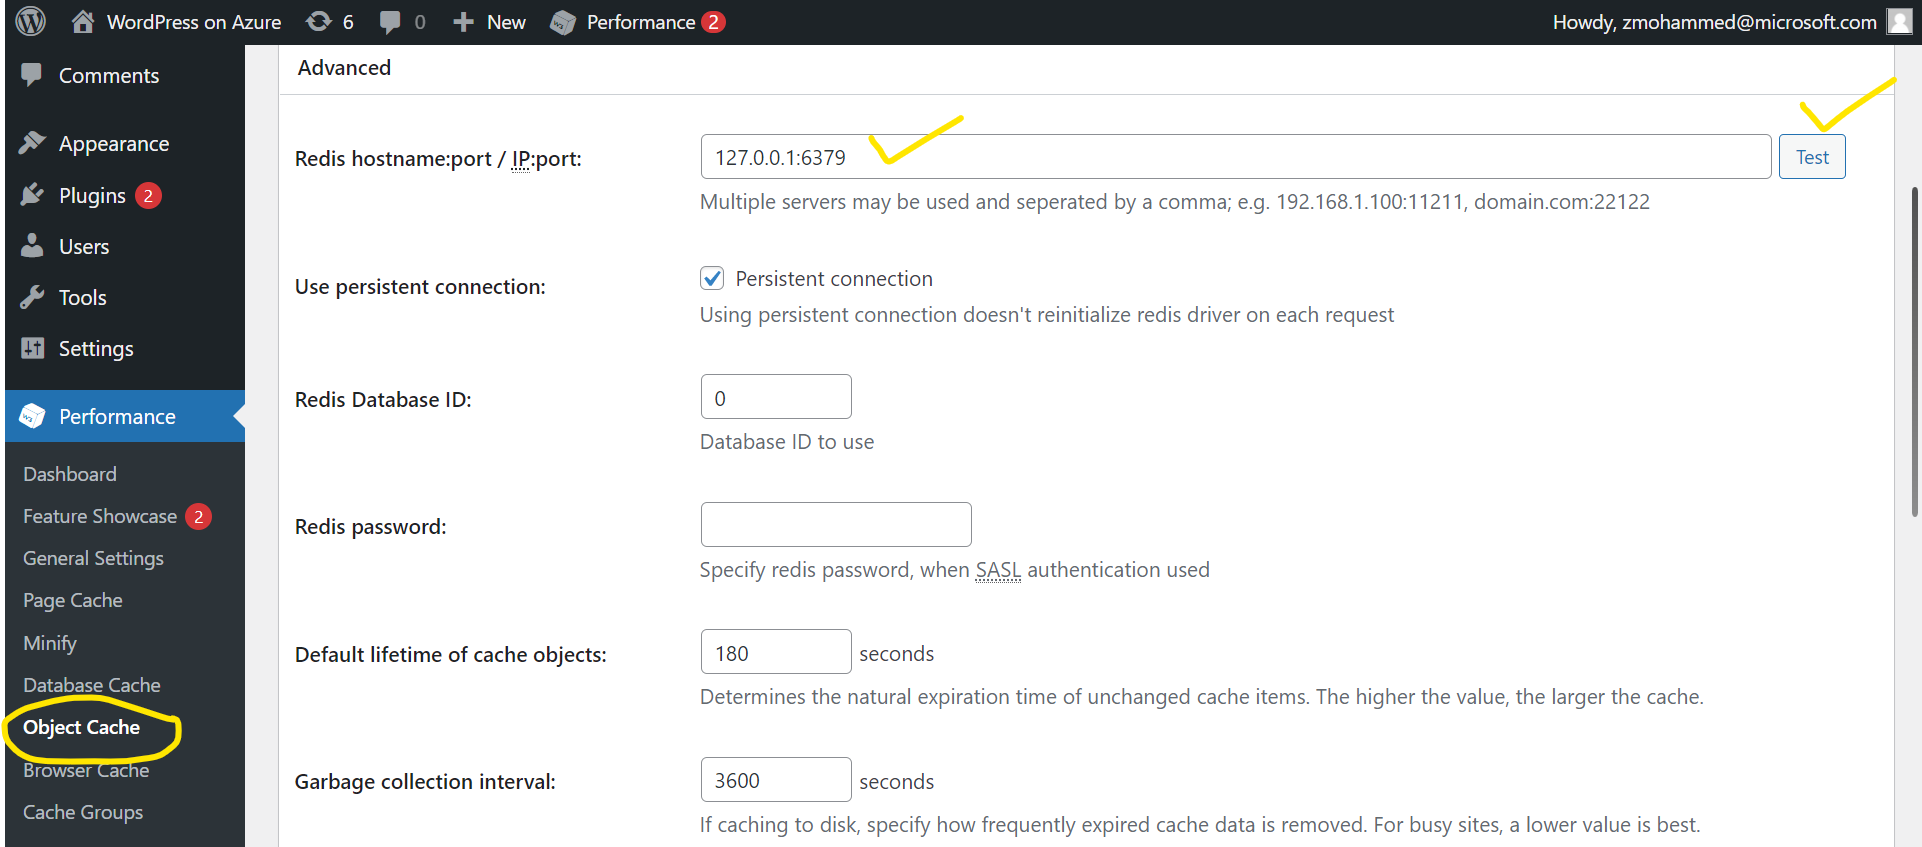 WordPress on Azure 6 0 New Performance 2 Howdy, zmohammed@microsoft.com
Comments
Appearance
Plugins 2
Users
Tools
Settings
Performance
Dashboard
Feature Showcase 2
General Settings
Page Cache
Minify
Database Cache
Object Cache
Browser Cache
Cache Groups
Advanced
Redis hostname:port / IP:port: 127.0.0.1:6379 Test
Multiple servers may be used and seperated by a comma; e.g. 192.168.1.100:11211, domain.com:22122
Use persistent connection: Persistent connection
Using persistent connection doesn't reinitialize redis driver on each request
Redis Database ID: 0
Database ID to use
Redis password:
Specify redis password, when SASL authentication used
Default lifetime of cache objects: 180 seconds
Determines the natural expiration time of unchanged cache items. The higher the value, the larger the cache.
Garbage collection interval: 3600 seconds
If caching to disk, specify how frequently expired cache data is removed. For busy sites, a lower value is best.